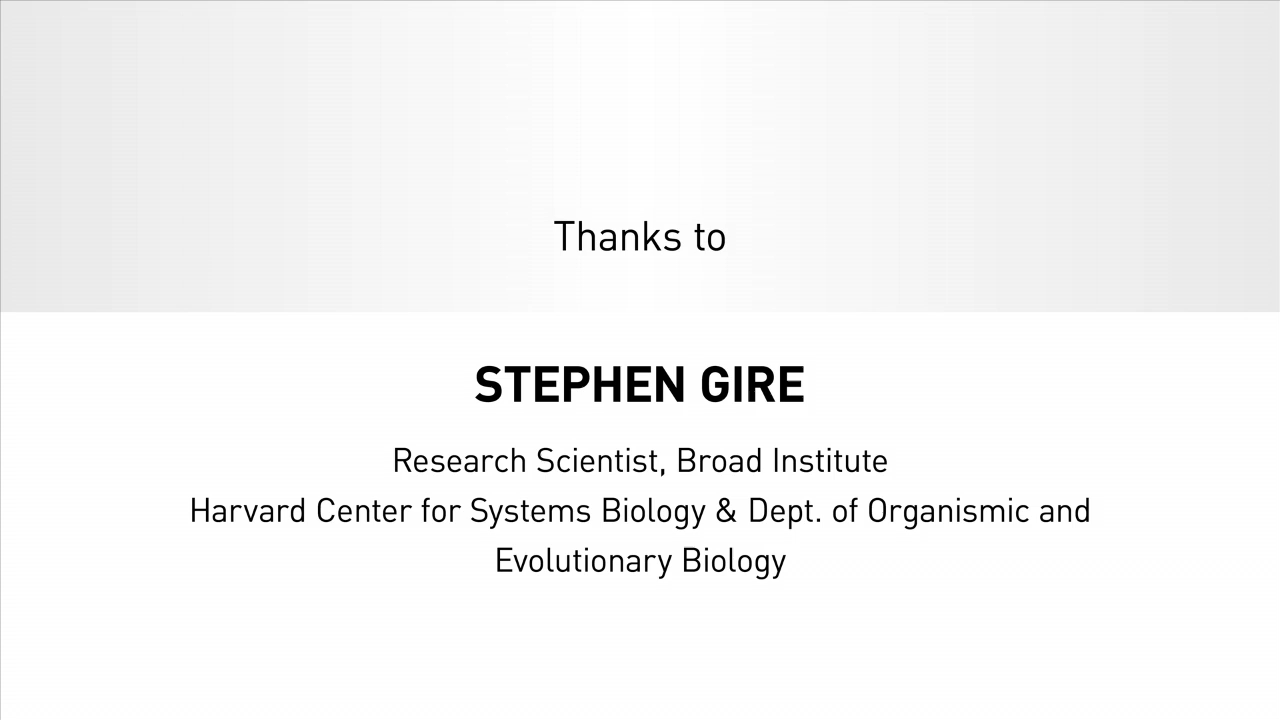 Thanks to
STEPHEN GIRE
Research Scientist, Broad Institute
Harvard Center for Systems Biology & Dept. of Organismic and
Evolutionary Biology